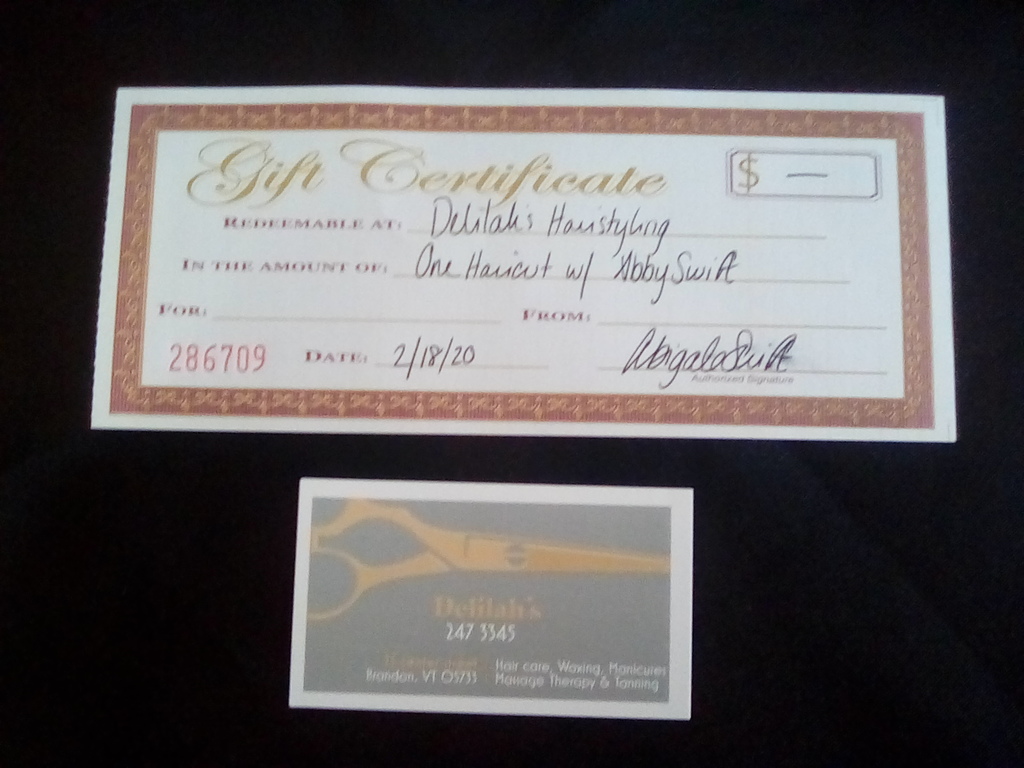 Gift Certificate
$ —
REDEEMABLE AT: Delilah's Hairstyling
IN THE AMOUNT OF: One Haircut w/ Abby Swift
FOR: FROM:
286709 DATE: 2/18/20
Authorized Signature
Delilah's
247 3345
Hair care, Waxing, Manicures
Brandon, VT 05733 Massage Therapy & Tanning